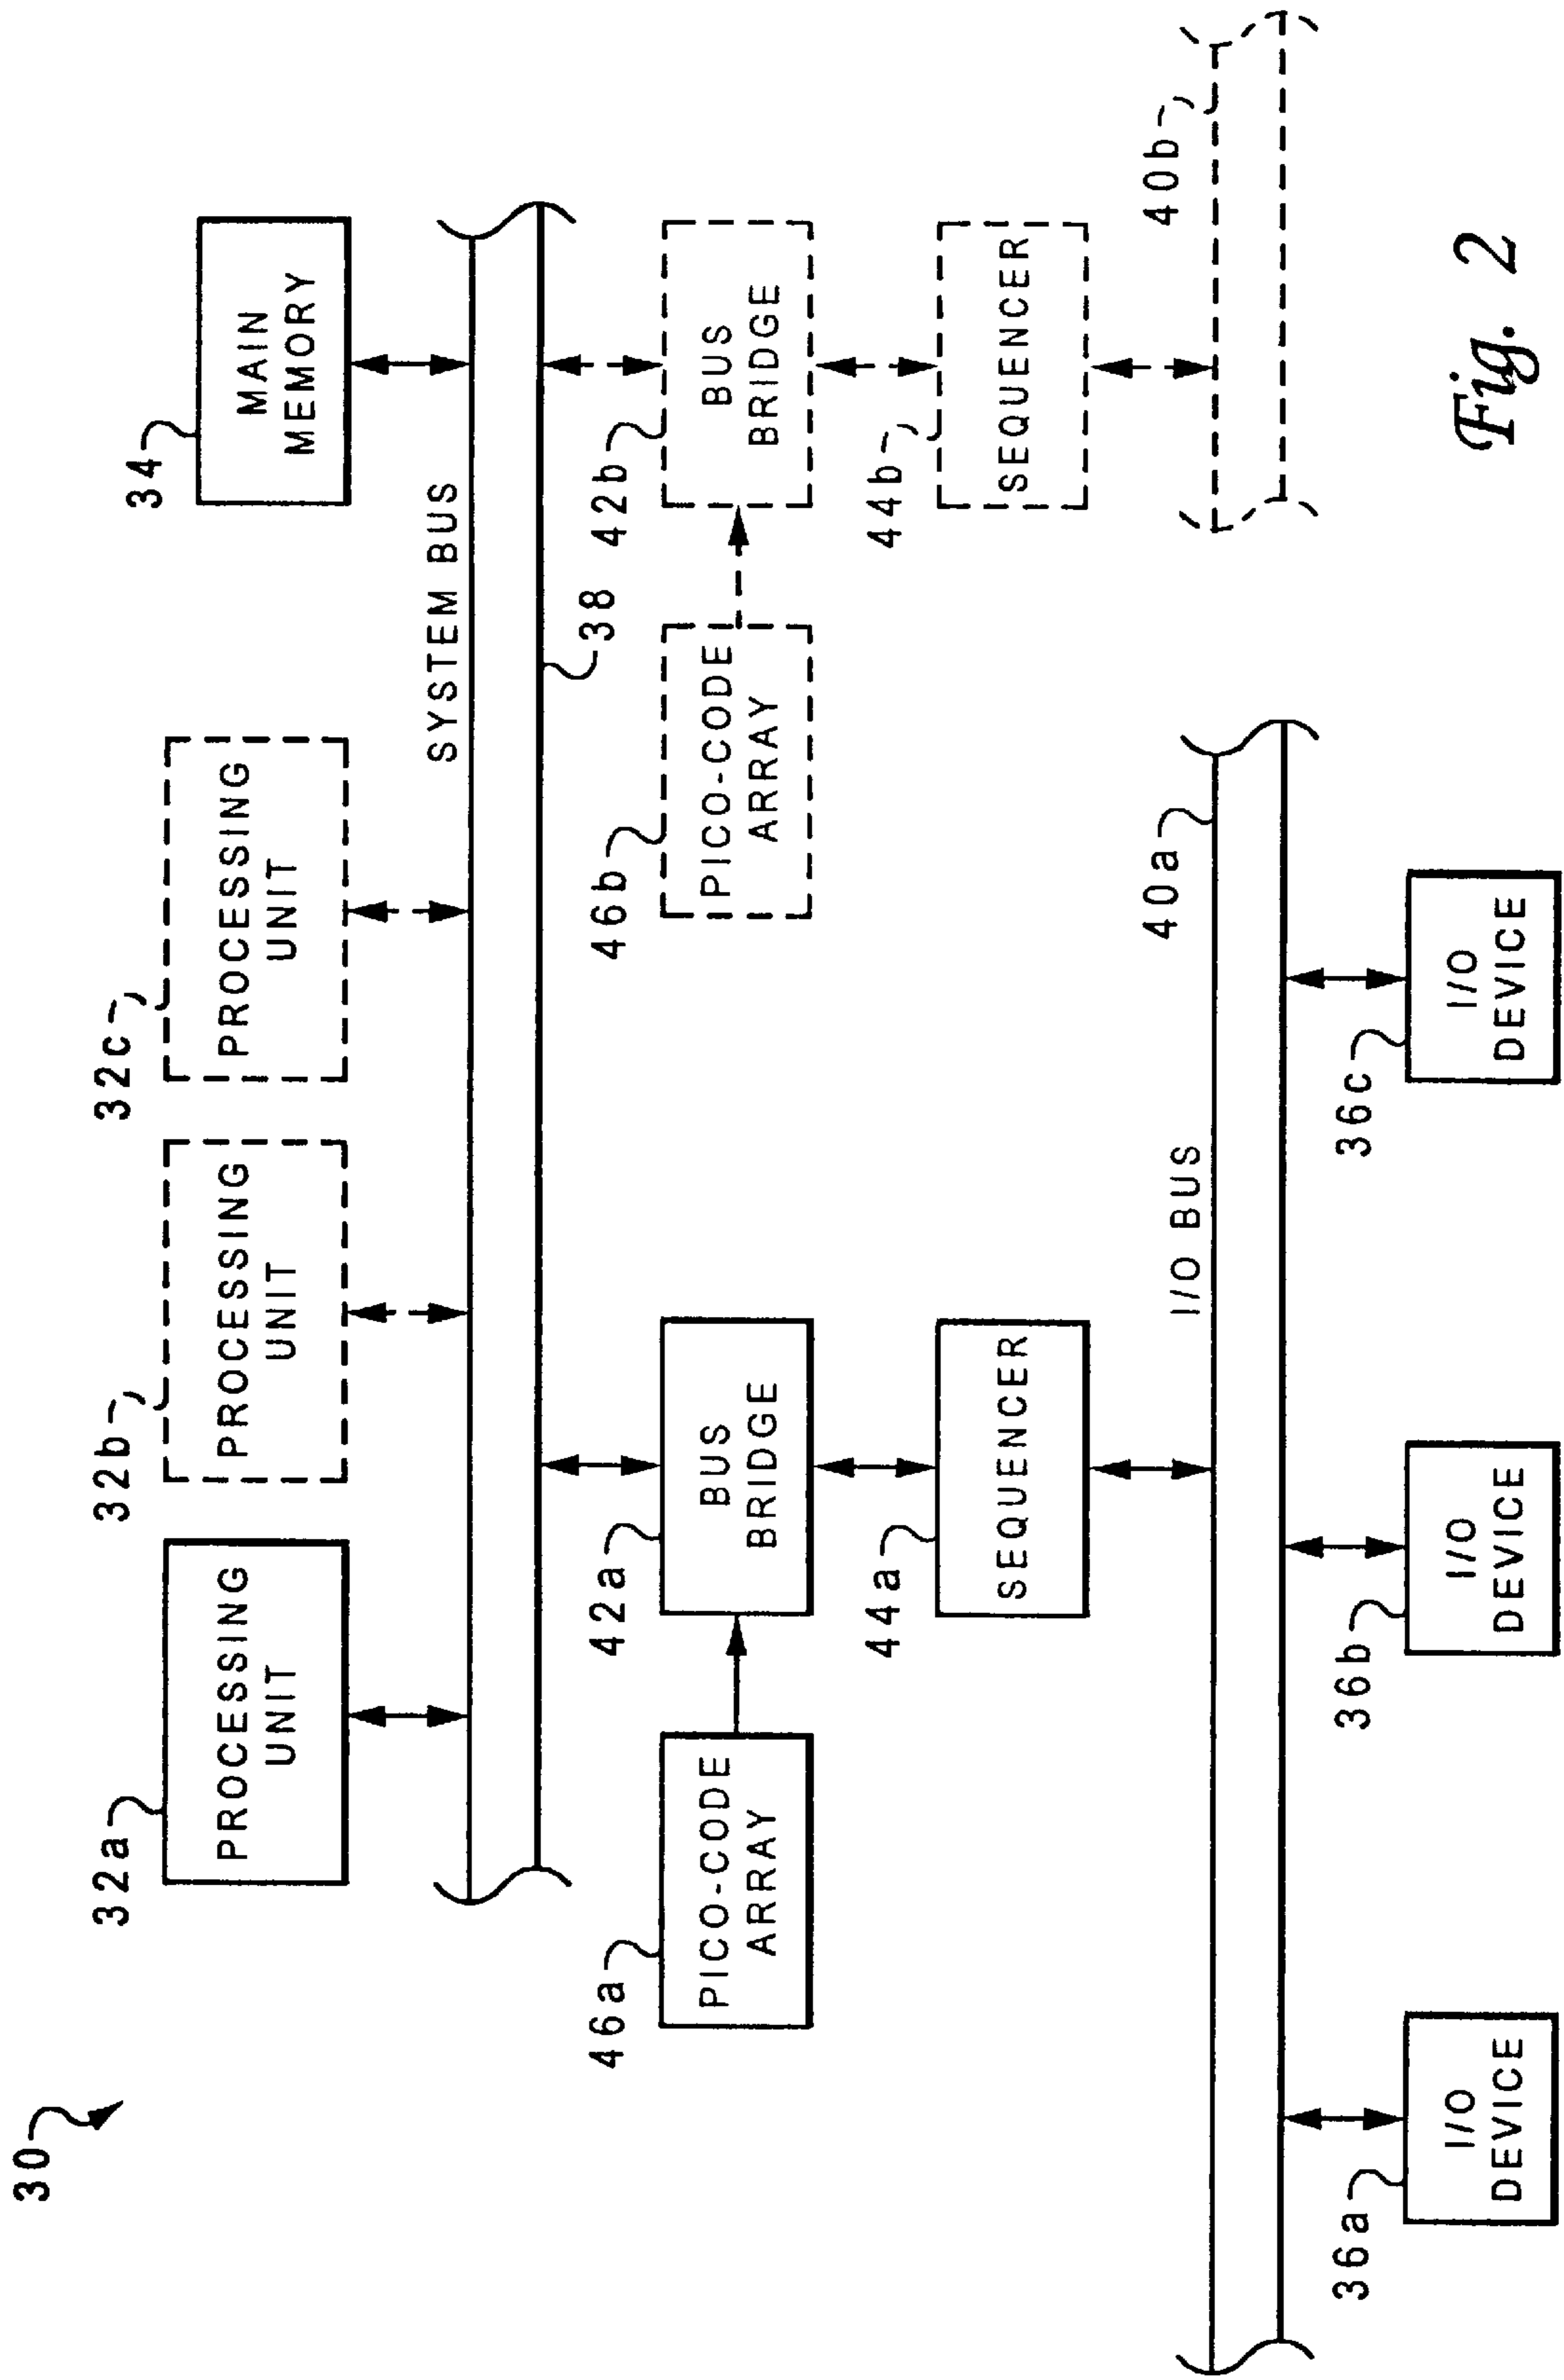 30
32a
PROCESSING
UNIT
32b
PROCESSING
UNIT
32c
PROCESSING
UNIT
34
MAIN
MEMORY
SYSTEM BUS
38
46a
PICO-CODE
ARRAY
42a
BUS
BRIDGE
46b
PICO-CODE
ARRAY
42b
BUS
BRIDGE
44a
SEQUENCER
44b
SEQUENCER
I/O BUS
40a
40b
36a
I/O
DEVICE
36b
I/O
DEVICE
36c
I/O
DEVICE
Fig. 2